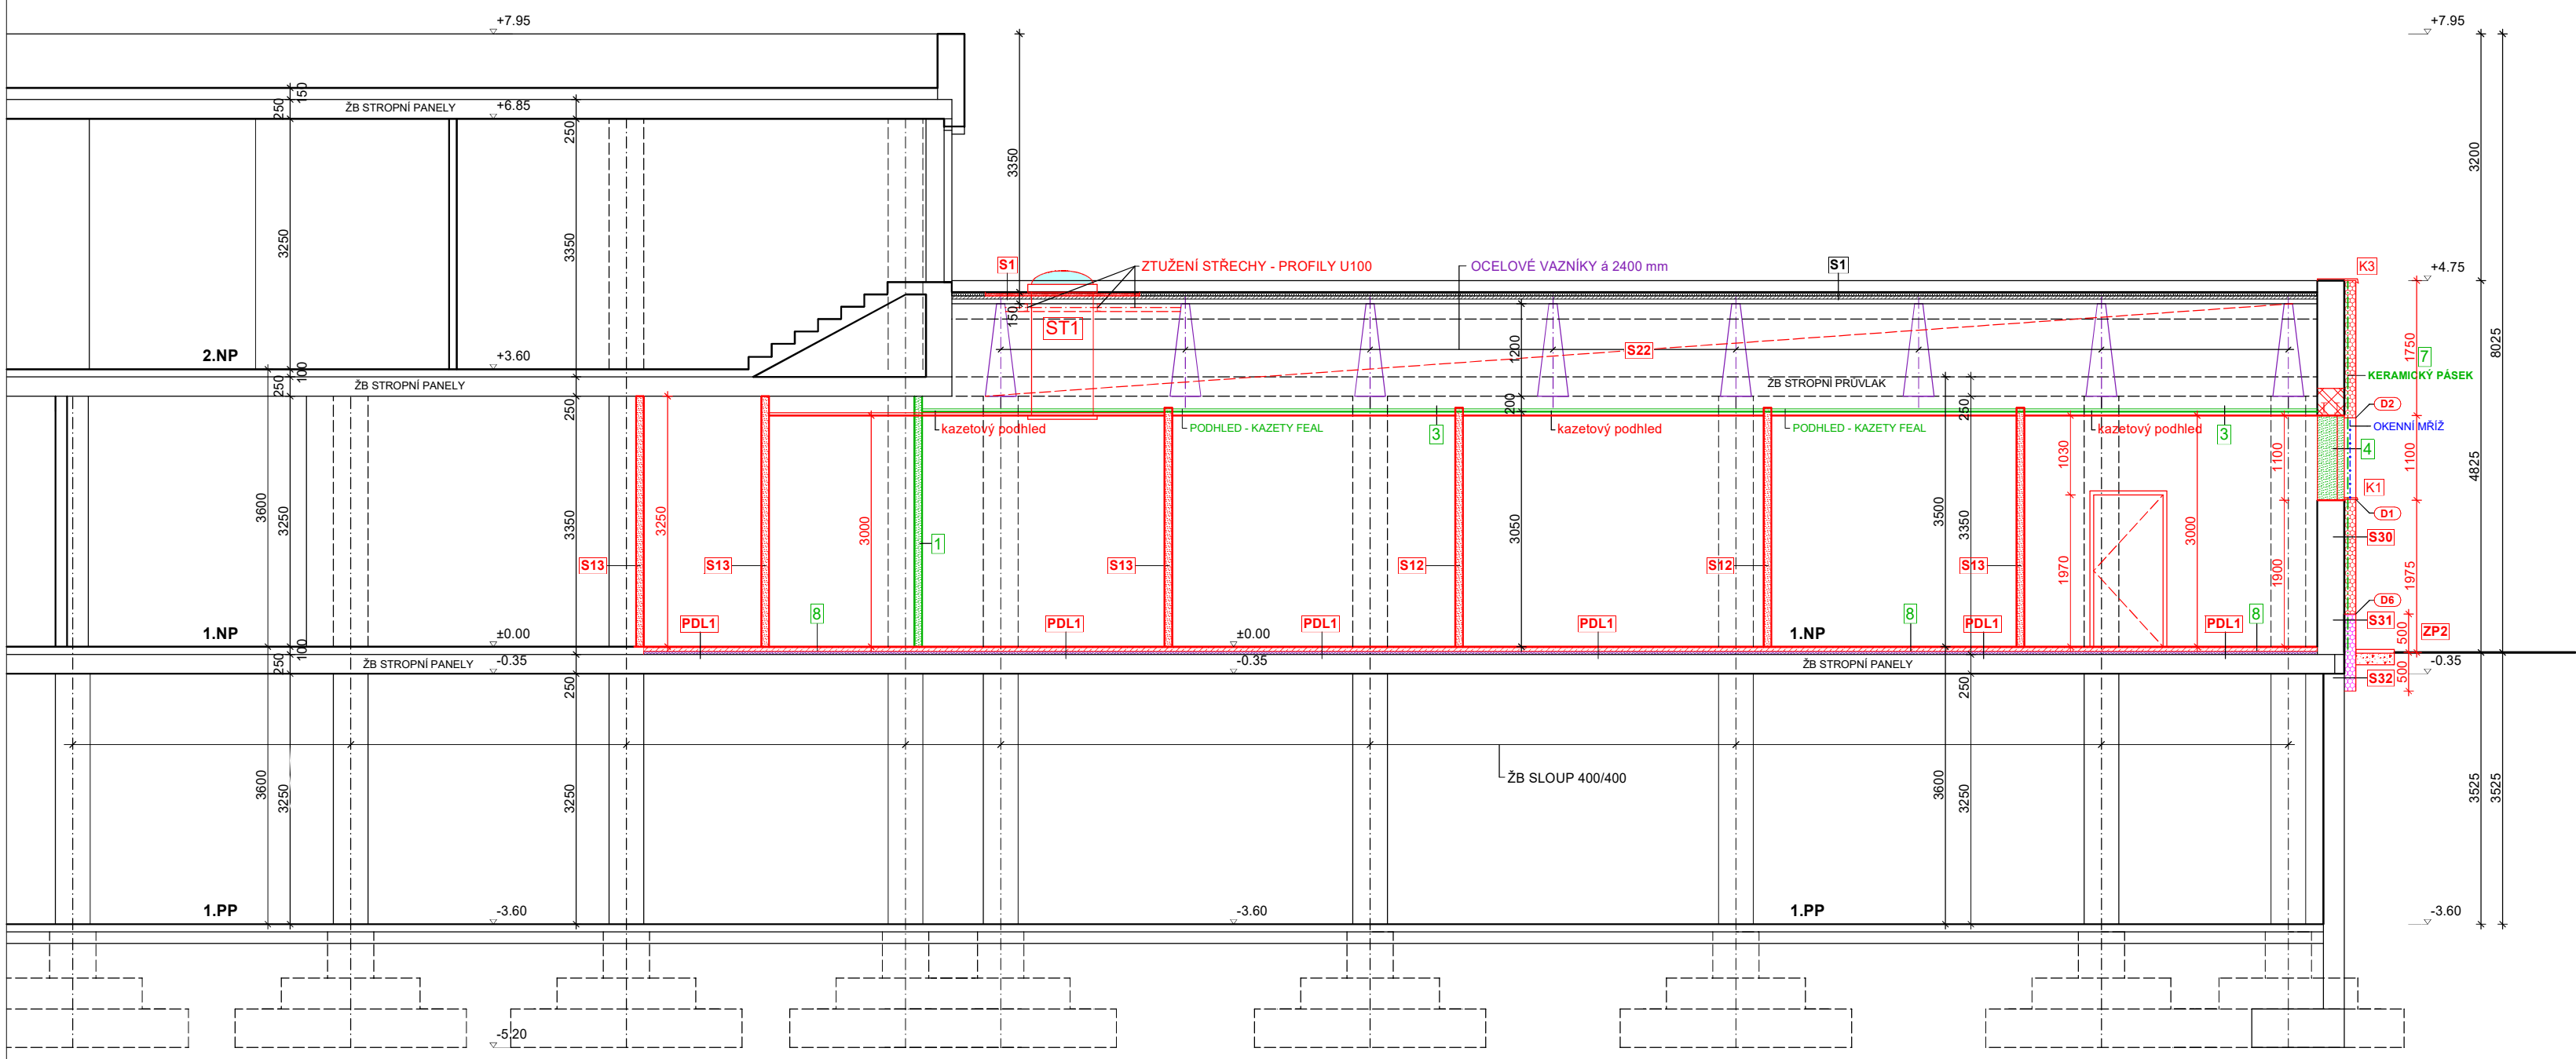 +7.95
+7.95
150
250
ŽB STROPNÍ PANELY
+6.85
250
3350
3200
3250
3350
8025
S1
ZTUŽENÍ STŘECHY - PROFILY U100
OCELOVÉ VAZNÍKY á 2400 mm
S1
K3
+4.75
150
ST1
1200
S22
1750
7
2.NP
+3.60
100
250
ŽB STROPNÍ PANELY
ŽB STROPNÍ PRŮVLAK
KERAMICKÝ PÁSEK
250
200
250
D2
kazetový podhled
PODHLED - KAZETY FEAL
3
kazetový podhled
PODHLED - KAZETY FEAL
kazetový podhled
3
OKENNÍ MŘÍŽ
4
1030
1100
1100
4825
K1
D1
3600
3250
3350
3250
3000
1
3050
3500
3350
3000
S30
S13
S13
S13
S12
S12
S13
1970
1900
1975
D6
8
8
8
PDL1
PDL1
PDL1
PDL1
PDL1
PDL1
S31
500
ZP2
1.NP
±0.00
±0.00
1.NP
100
250
ŽB STROPNÍ PANELY
-0.35
-0.35
ŽB STROPNÍ PANELY
-0.35
250
250
S32
500
ŽB SLOUP 400/400
3600
3250
3250
3600
3250
3525
3525
1.PP
-3.60
-3.60
1.PP
-3.60
-5.20